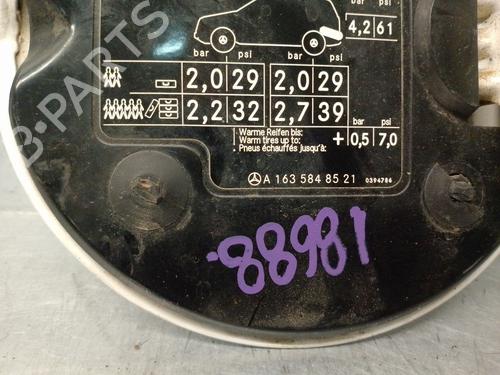 4,2 61
bar psi bar psi
2,0 29 2,0 29
2,2 32 2,7 39
bar psi
Warme Reifen bis:
Warm tires up to:
Pneus échauffés jusqu'à:
+ 0,5 7,0
A 163 584 85 21 0394786
88981
B-PARTS